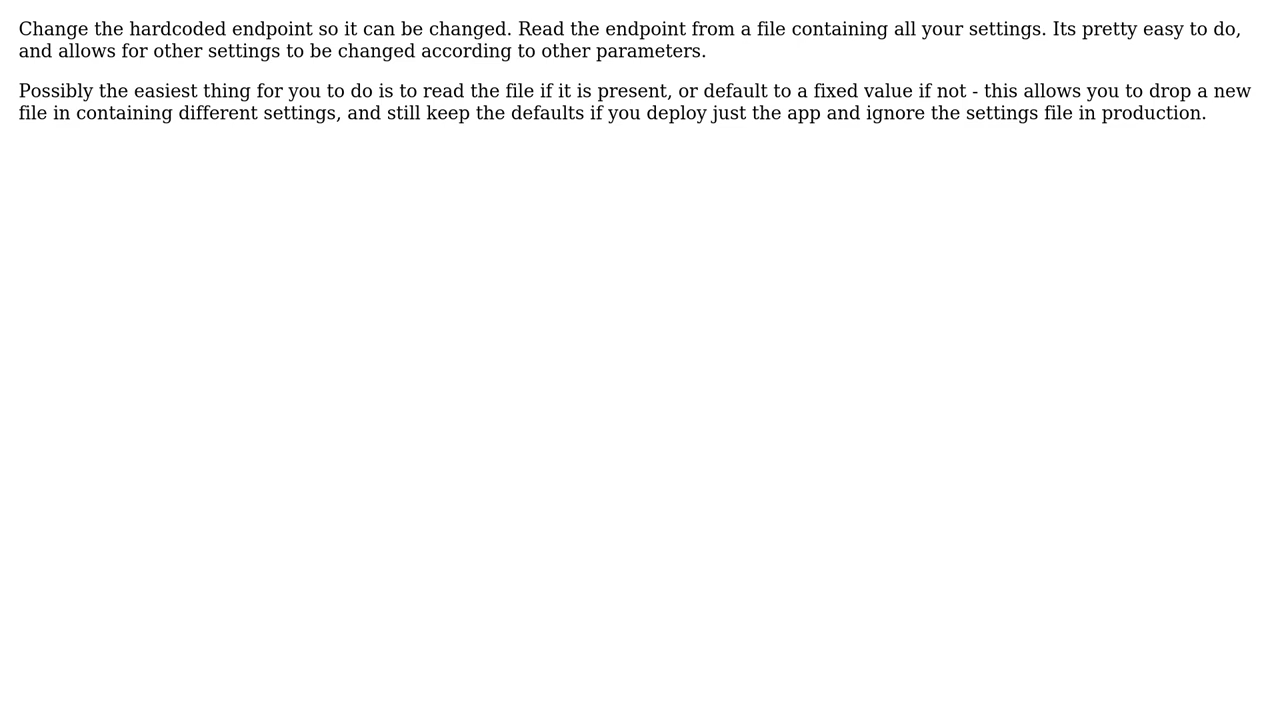 Change the hardcoded endpoint so it can be changed. Read the endpoint from a file containing all your settings. Its pretty easy to do,
and allows for other settings to be changed according to other parameters.
Possibly the easiest thing for you to do is to read the file if it is present, or default to a fixed value if not - this allows you to drop a new
file in containing different settings, and still keep the defaults if you deploy just the app and ignore the settings file in production.